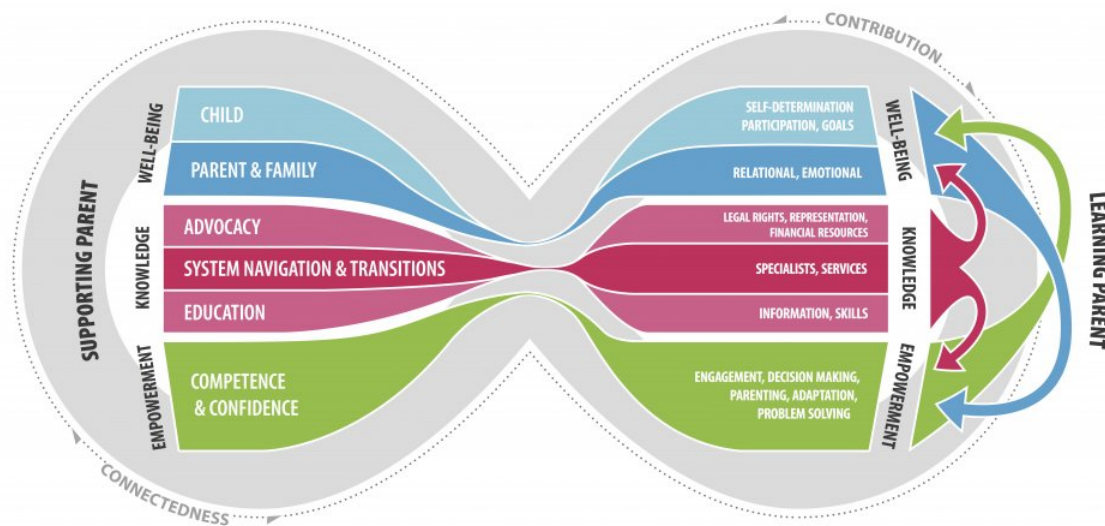 CONTRIBUTION
SUPPORTING PARENT
WELL-BEING
CHILD
PARENT & FAMILY
KNOWLEDGE
ADVOCACY
SYSTEM NAVIGATION & TRANSITIONS
EDUCATION
EMPOWERMENT
COMPETENCE
& CONFIDENCE
SELF-DETERMINATION
PARTICIPATION, GOALS
RELATIONAL, EMOTIONAL
WELL-BEING
LEGAL RIGHTS, REPRESENTATION,
FINANCIAL RESOURCES
SPECIALISTS, SERVICES
INFORMATION, SKILLS
KNOWLEDGE
ENGAGEMENT, DECISION MAKING,
PARENTING, ADAPTATION,
PROBLEM SOLVING
EMPOWERMENT
LEARNING PARENT
CONNECTEDNESS